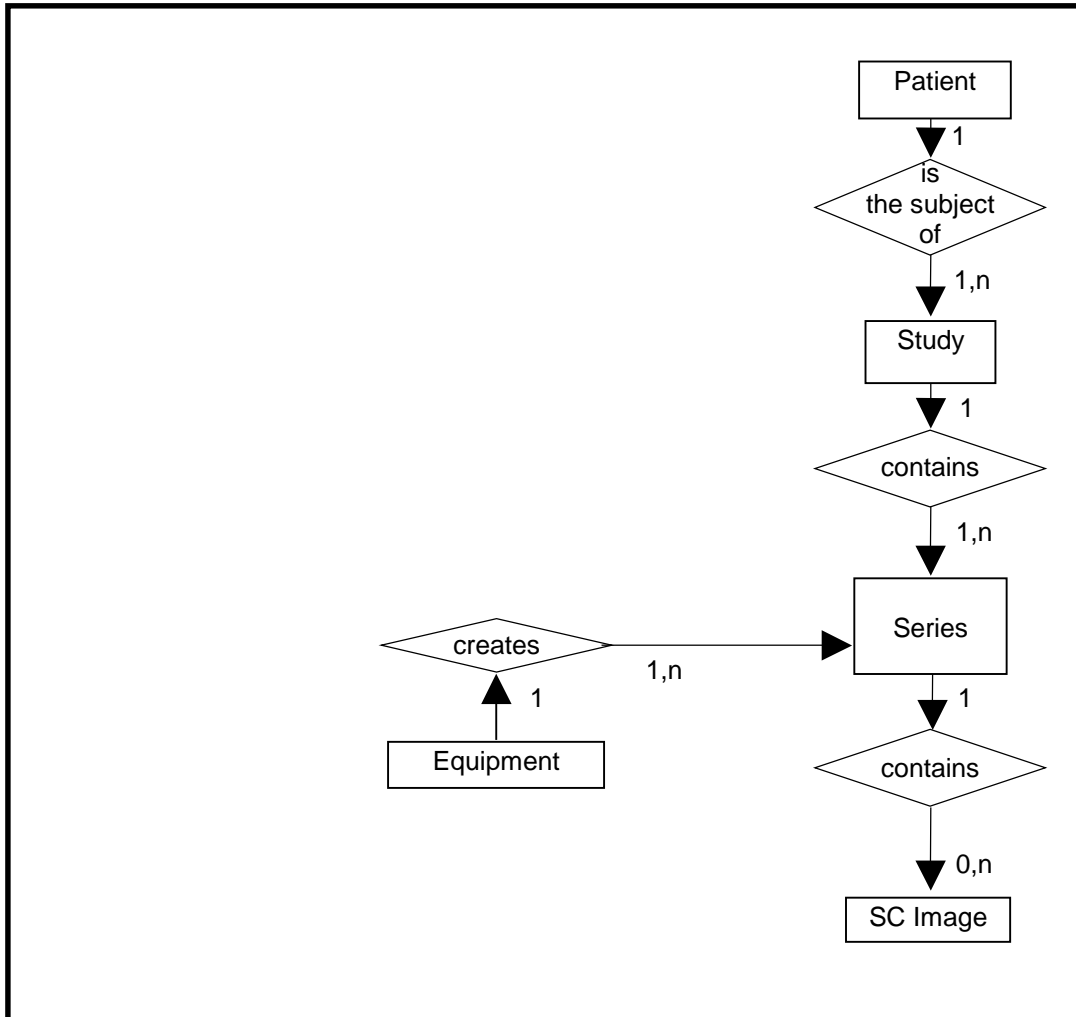 Patient
1
is
the subject
of
1,n
Study
1
contains
1,n
Series
creates
1,n
1
1
Equipment
contains
0,n
SC Image